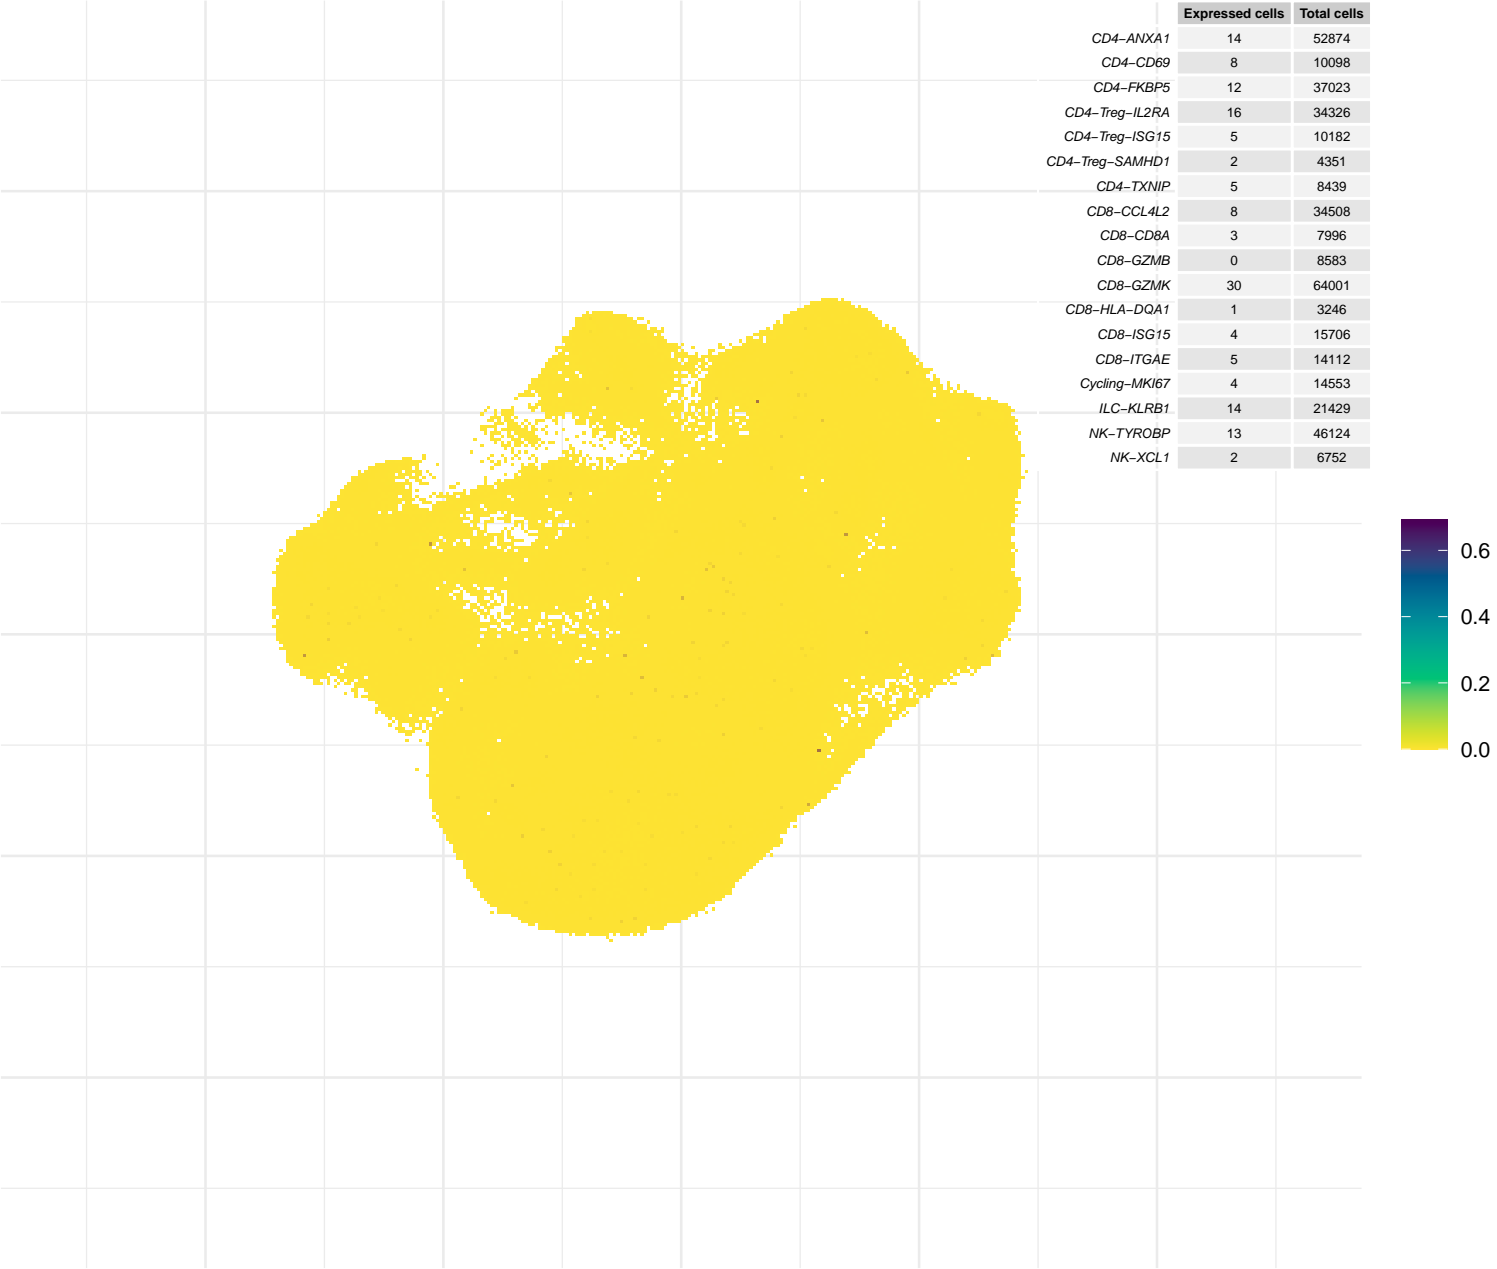 Expressed cells Total cells
CD4−ANXA1 14 52874
CD4−CD69 8 10098
CD4−FKBP5 12 37023
CD4−Treg−IL2RA 16 34326
CD4−Treg−ISG15 5 10182
CD4−Treg−SAMHD1 2 4351
CD4−TXNIP 5 8439
CD8−CCL4L2 8 34508
CD8−CD8A 3 7996
CD8−GZMB 0 8583
CD8−GZMK 30 64001
CD8−HLA−DQA1 1 3246
CD8−ISG15 4 15706
CD8−ITGAE 5 14112
Cycling−MKI67 4 14553
ILC−KLRB1 14 21429
NK−TYROBP 13 46124
NK−XCL1 2 6752
0.6
0.4
0.2
0.0